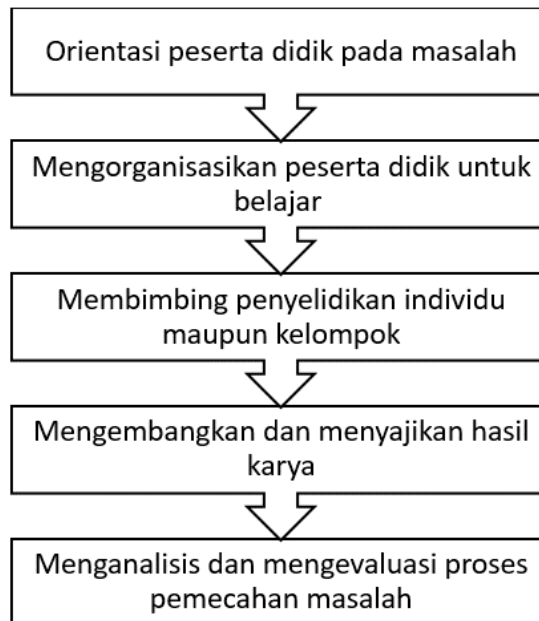 Orientasi peserta didik pada masalah
Mengorganisasikan peserta didik untuk
belajar
Membimbing penyelidikan individu
maupun kelompok
Mengembangkan dan menyajikan hasil
karya
Menganalisis dan mengevaluasi proses
pemecahan masalah